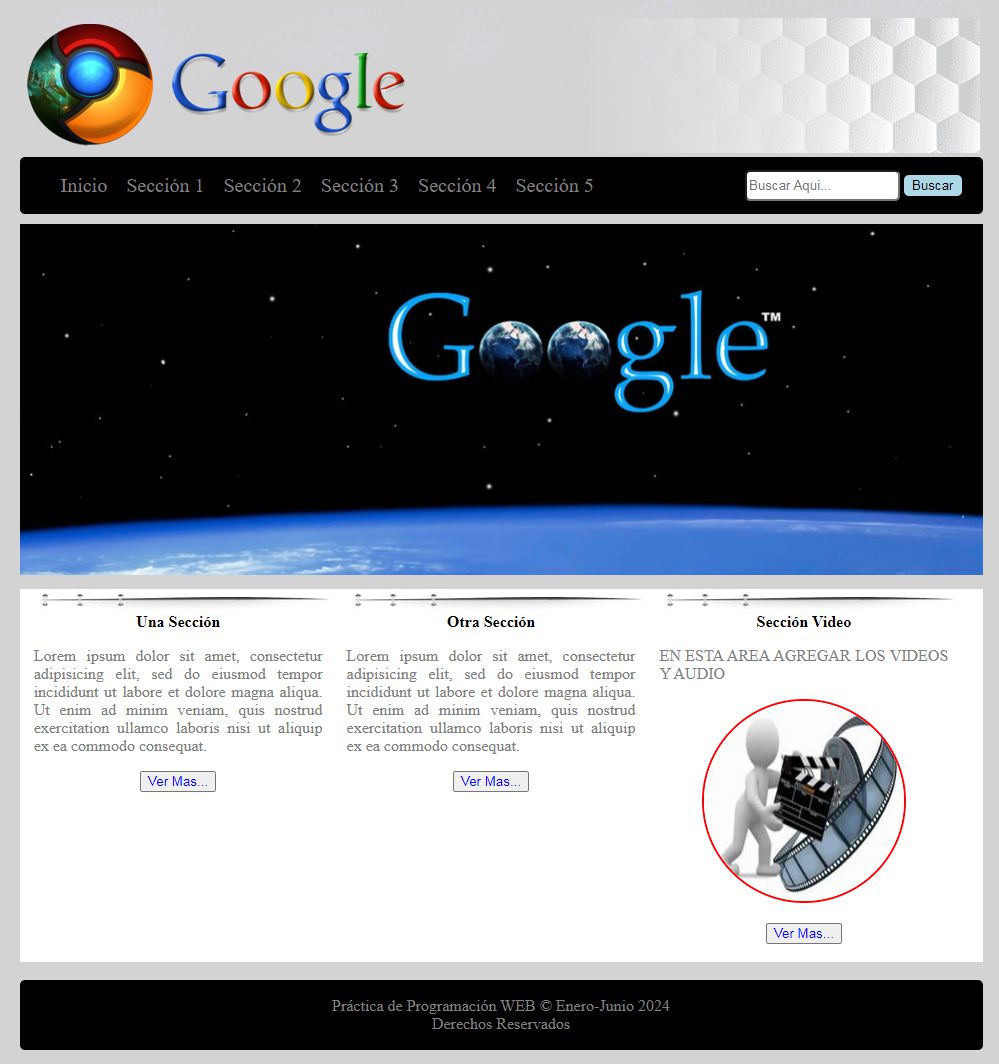 Google
Inicio Sección 1 Sección 2 Sección 3 Sección 4 Sección 5 Buscar Aqui... Buscar
Google™
Una Sección
Lorem ipsum dolor sit amet, consectetur
adipisicing elit, sed do eiusmod tempor
incididunt ut labore et dolore magna aliqua.
Ut enim ad minim veniam, quis nostrud
exercitation ullamco laboris nisi ut aliquip
ex ea commodo consequat.
Ver Mas...
Otra Sección
Lorem ipsum dolor sit amet, consectetur
adipisicing elit, sed do eiusmod tempor
incididunt ut labore et dolore magna aliqua.
Ut enim ad minim veniam, quis nostrud
exercitation ullamco laboris nisi ut aliquip
ex ea commodo consequat.
Ver Mas...
Sección Video
EN ESTA AREA AGREGAR LOS VIDEOS
Y AUDIO
Ver Mas...
Práctica de Programación WEB © Enero-Junio 2024
Derechos Reservados